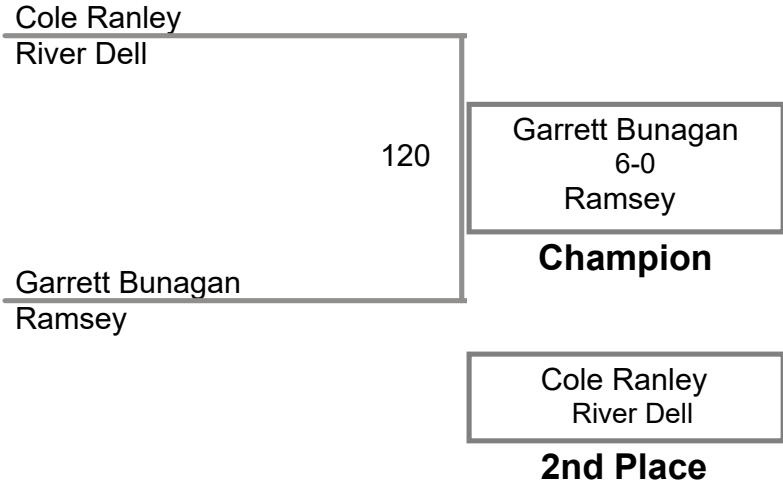 Cole Ranley
River Dell
120
Garrett Bunagan
6-0
Ramsey
Champion
Garrett Bunagan
Ramsey
Cole Ranley
River Dell
2nd Place